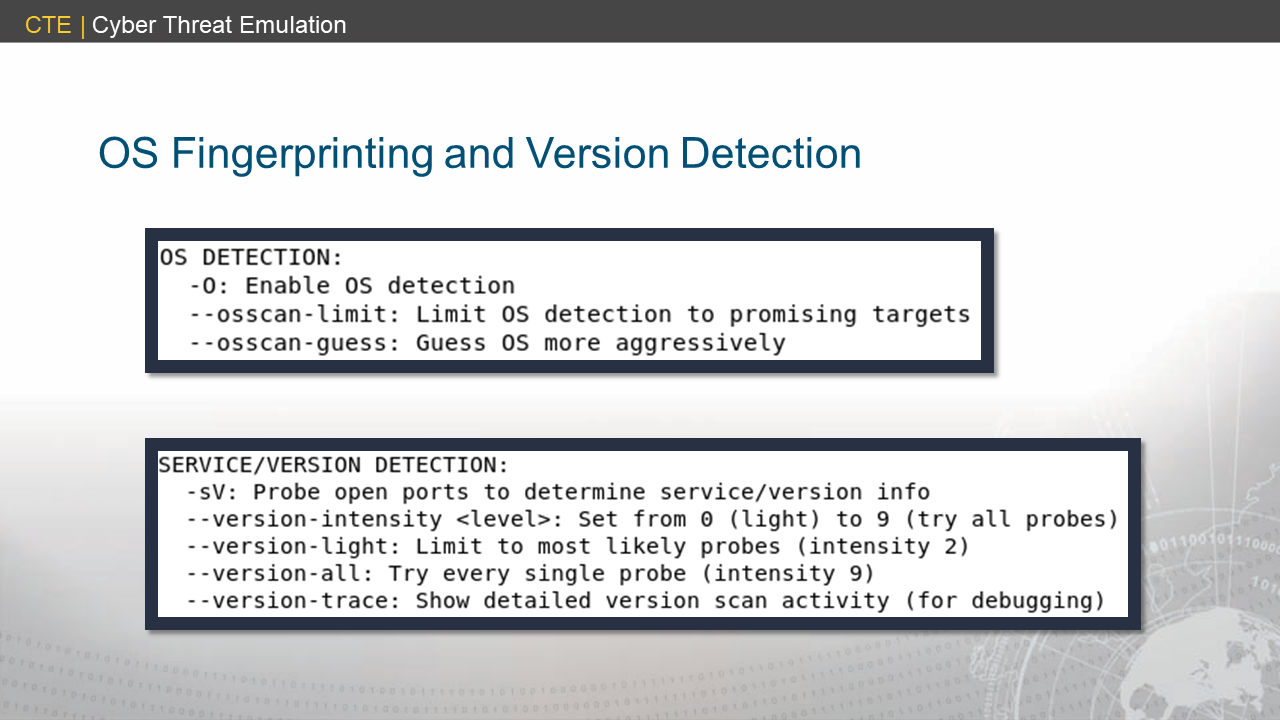 CTE | Cyber Threat Emulation
OS Fingerprinting and Version Detection
OS DETECTION:
-O: Enable OS detection
--osscan-limit: Limit OS detection to promising targets
--osscan-guess: Guess OS more aggressively
SERVICE/VERSION DETECTION:
-sV: Probe open ports to determine service/version info
--version-intensity <level>: Set from 0 (light) to 9 (try all probes)
--version-light: Limit to most likely probes (intensity 2)
--version-all: Try every single probe (intensity 9)
--version-trace: Show detailed version scan activity (for debugging)